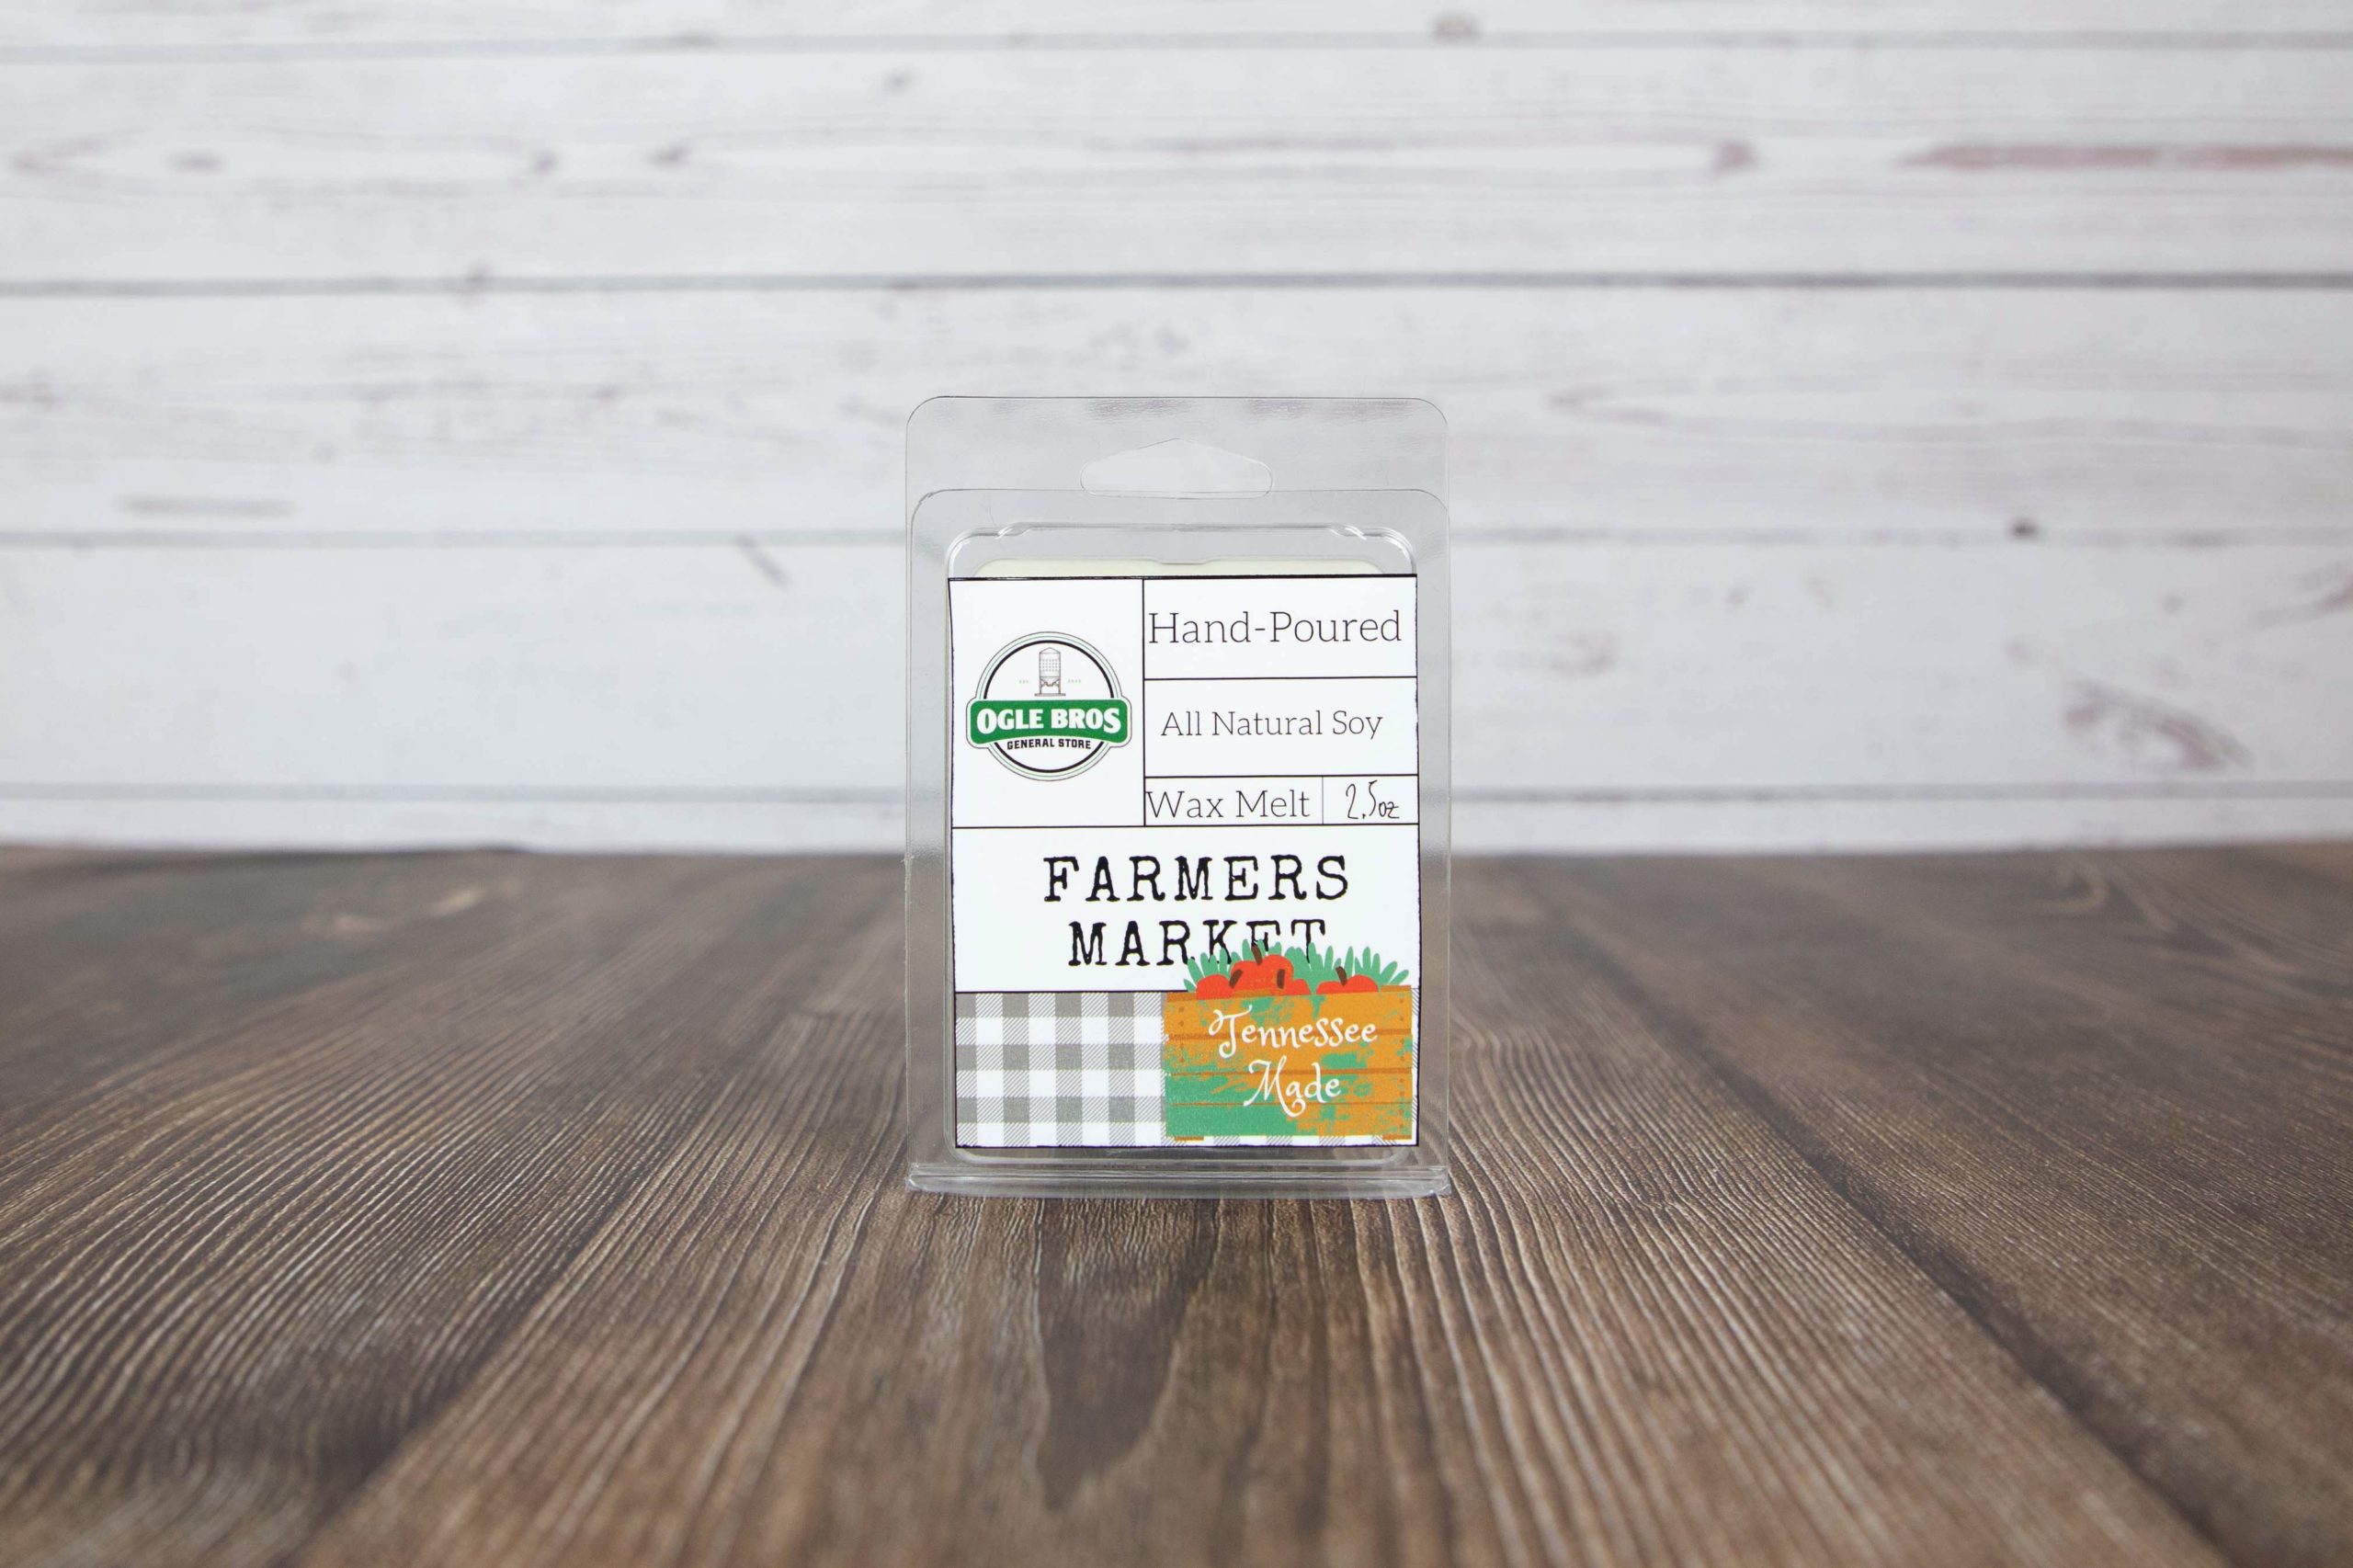 Hand-Poured
OGLE BROS
GENERAL STORE
All Natural Soy
Wax Melt 2.5oz
FARMERS
MARKET
Tennessee
Made